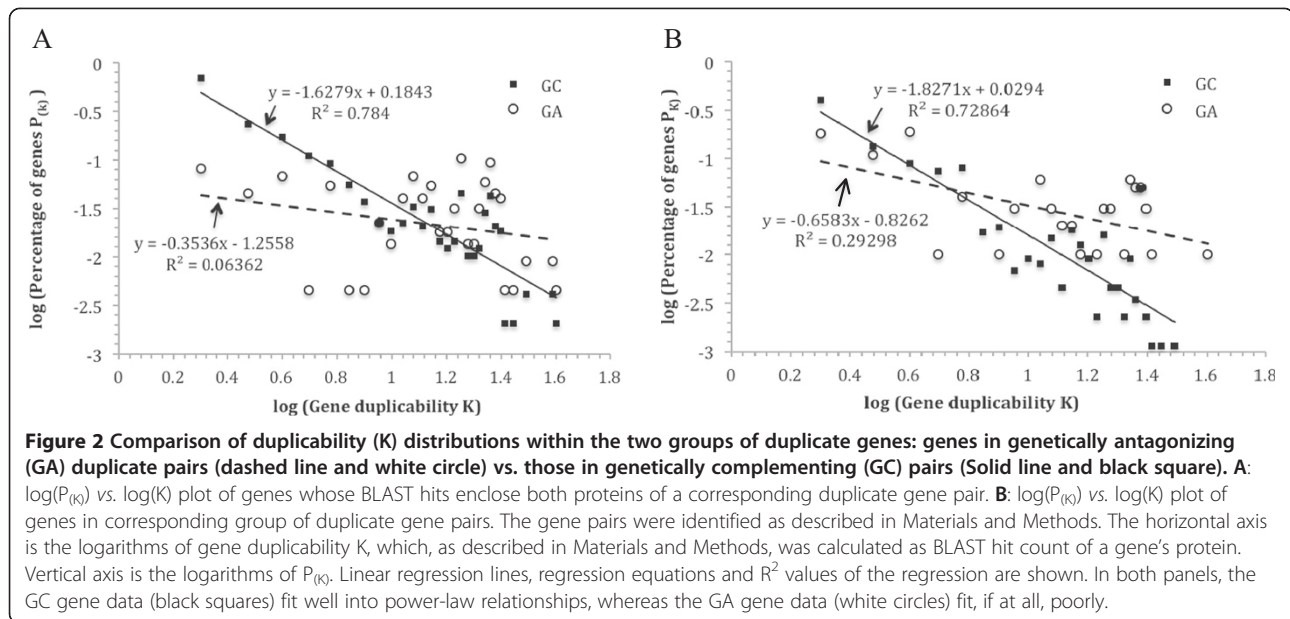 A
B
0
-0.5
-1
-1.5
-2
-2.5
-3
log (Percentage of genes P(k))
y = -1.6279x + 0.1843
R² = 0.784
GC
GA
y = -0.3536x - 1.2558
R² = 0.06362
0 0.2 0.4 0.6 0.8 1 1.2 1.4 1.6 1.8
log (Gene duplicability K)
0
-0.5
-1
-1.5
-2
-2.5
-3
log (Percentage of genes PK))
y = -1.8271x + 0.0294
R² = 0.72864
GC
GA
y = -0.6583x - 0.8262
R² = 0.29298
0 0.2 0.4 0.6 0.8 1 1.2 1.4 1.6 1.8
log (Gene duplicability K)
Figure 2 Comparison of duplicability (K) distributions within the two groups of duplicate genes: genes in genetically antagonizing
(GA) duplicate pairs (dashed line and white circle) vs. those in genetically complementing (GC) pairs (Solid line and black square). A:
log(P(K)) vs. log(K) plot of genes whose BLAST hits enclose both proteins of a corresponding duplicate gene pair. B: log(P(K)) vs. log(K) plot of
genes in corresponding group of duplicate gene pairs. The gene pairs were identified as described in Materials and Methods. The horizontal axis
is the logarithms of gene duplicability K, which, as described in Materials and Methods, was calculated as BLAST hit count of a gene's protein.
Vertical axis is the logarithms of P(K). Linear regression lines, regression equations and R² values of the regression are shown. In both panels, the
GC gene data (black squares) fit well into power-law relationships, whereas the GA gene data (white circles) fit, if at all, poorly.